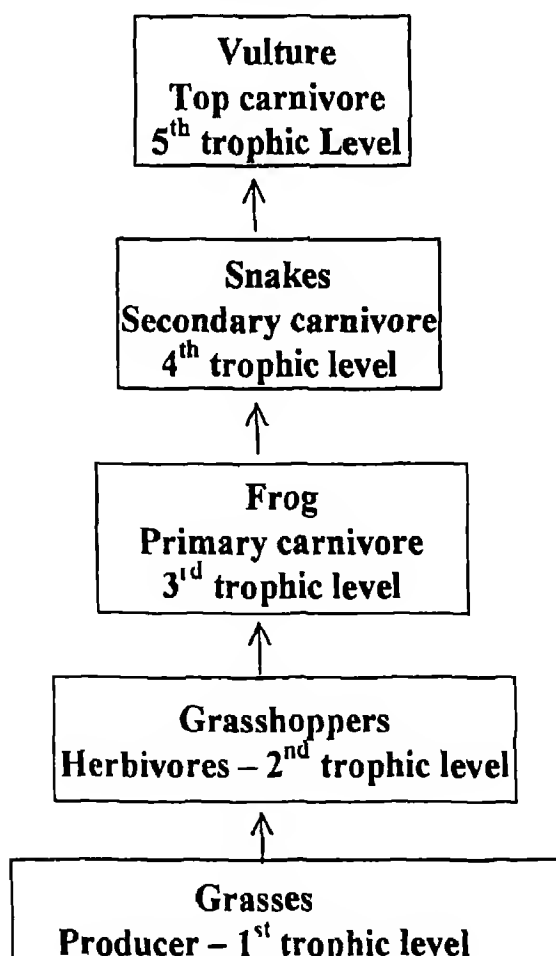 Vulture
Top carnivore
5th trophic Level
Snakes
Secondary carnivore
4th trophic level
Frog
Primary carnivore
3rd trophic level
Grasshoppers
Herbivores – 2nd trophic level
Grasses
Producer – 1st trophic level